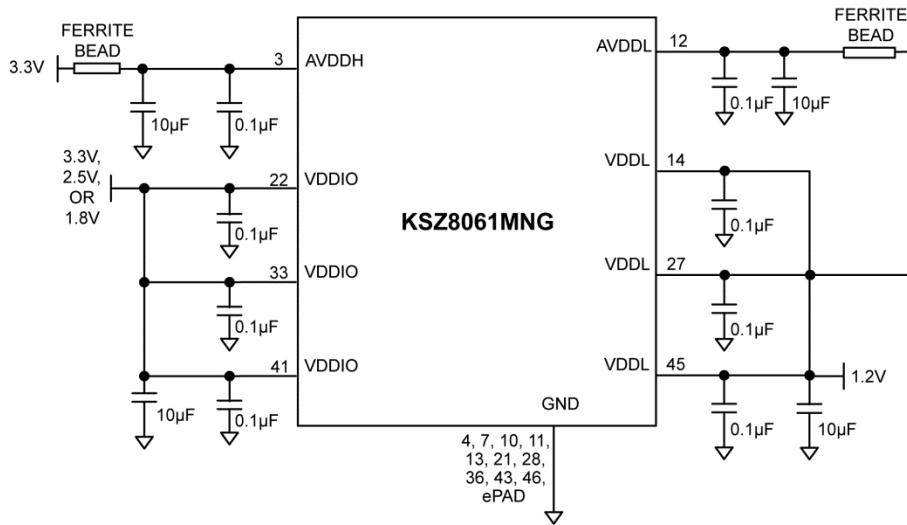 FERRITE
BEAD
3.3V
3
AVDDH
10µF
0.1µF
3.3V,
2.5V,
OR
1.8V
22
VDDIO
0.1µF
33
VDDIO
0.1µF
41
VDDIO
10µF
0.1µF
KSZ8061MNG
GND
4, 7, 10, 11,
13, 21, 28,
36, 43, 46,
ePAD
FERRITE
BEAD
AVDDL
12
0.1µF
10µF
VDDL
14
0.1µF
VDDL
27
0.1µF
VDDL
45
1.2V
0.1µF
10µF